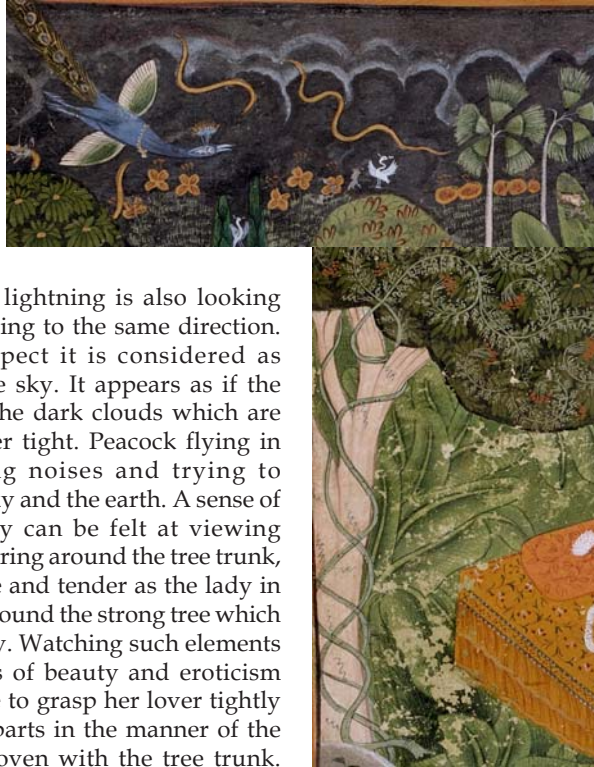 lightning is also looking
ing to the same direction.
pect it is considered as
sky. It appears as if the
he dark clouds which are
er tight. Peacock flying in
g noises and trying to
y and the earth. A sense of
y can be felt at viewing
ring around the tree trunk,
and tender as the lady in
ound the strong tree which
y. Watching such elements
s of beauty and eroticism
to grasp her lover tightly
parts in the manner of the
oven with the tree trunk.